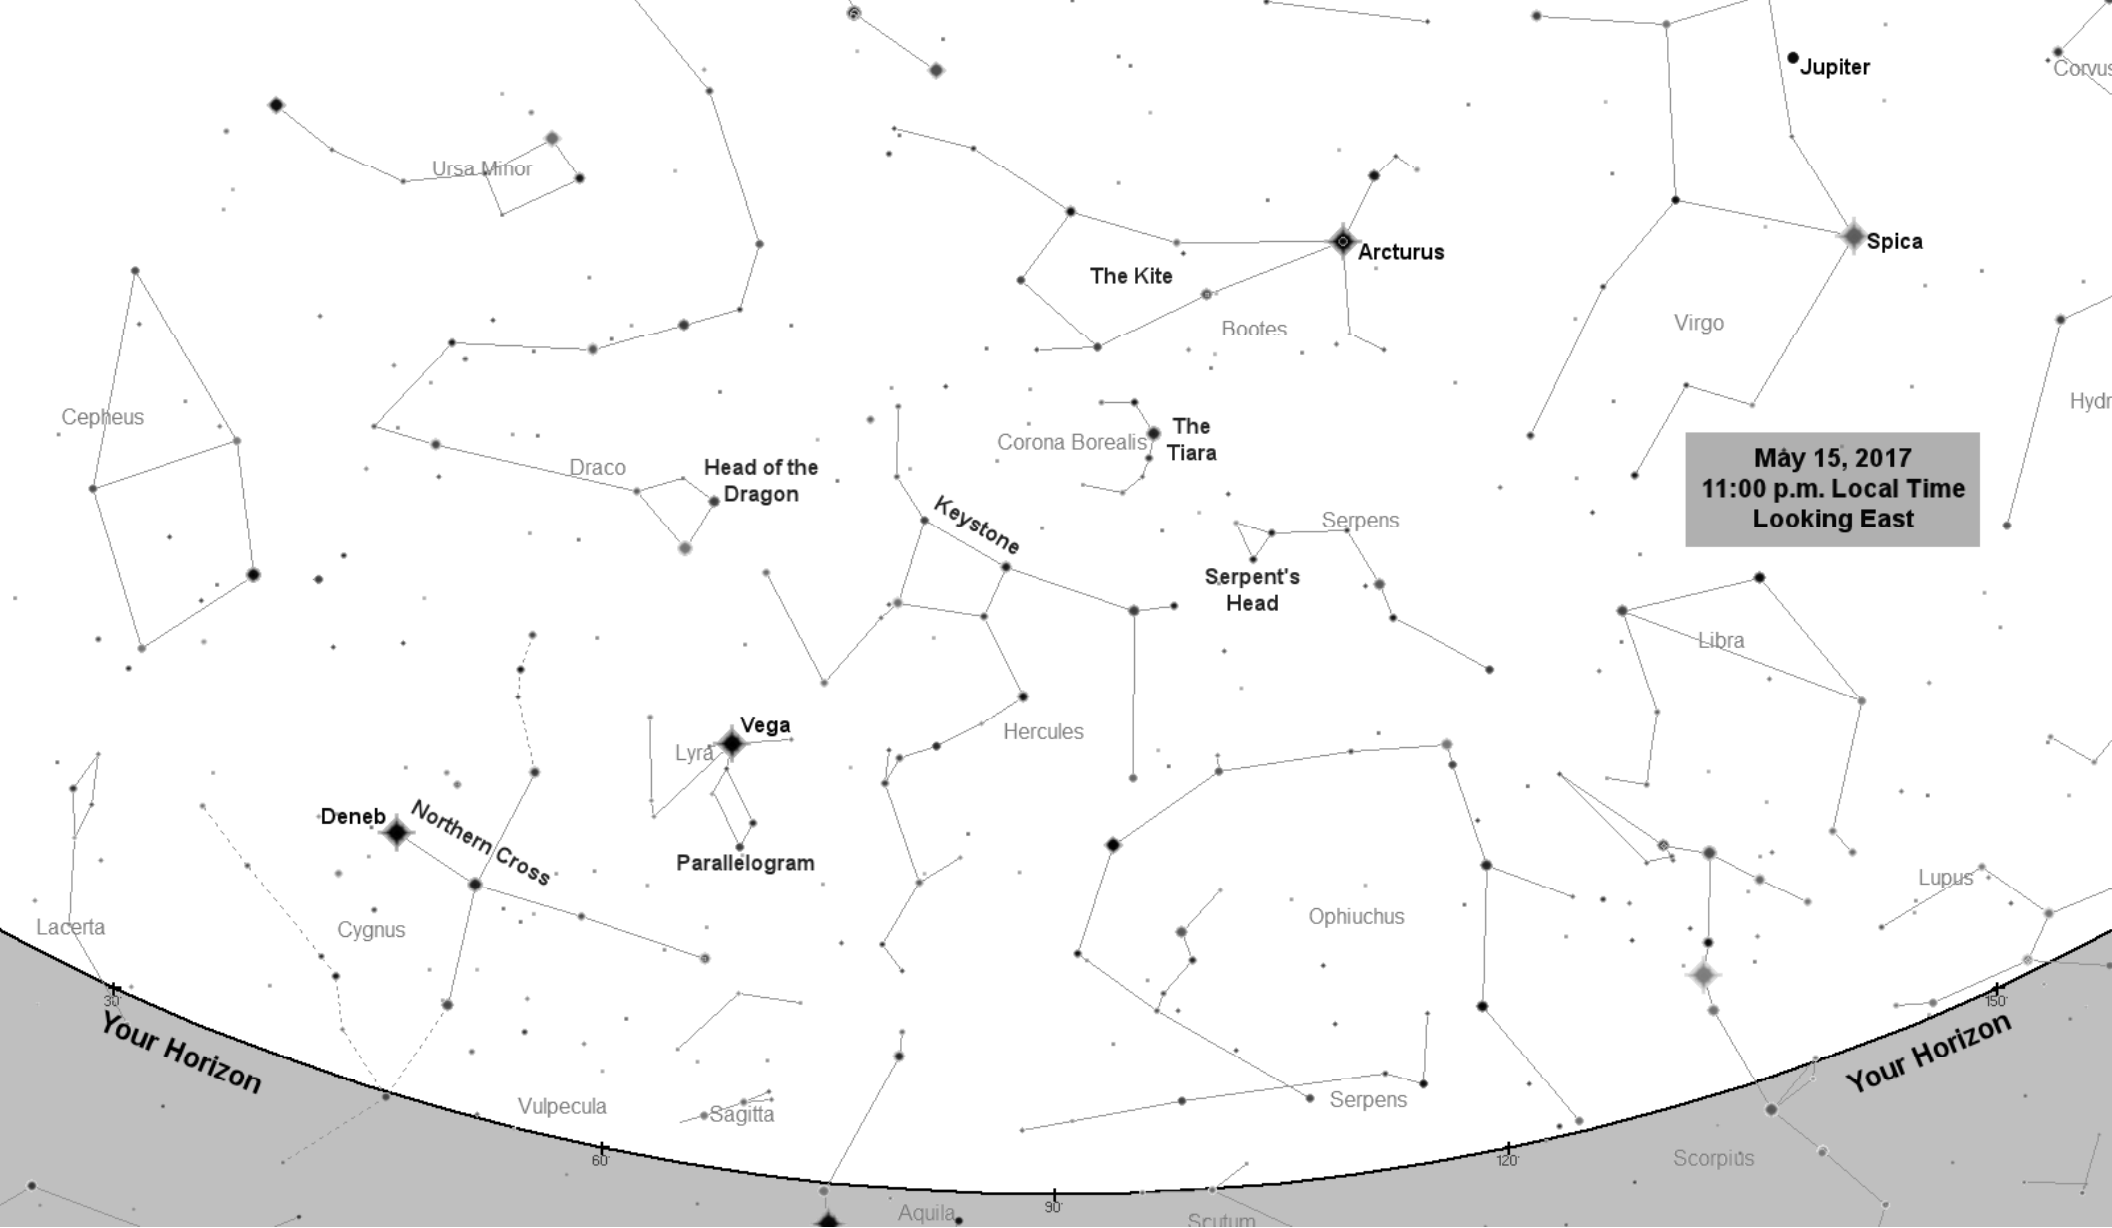 Jupiter
Corvus
Ursa Minor
Arcturus
Spica
The Kite
Bootes
Virgo
Cepheus
Hydr
The
Tiara
Corona Borealis
May 15, 2017
11:00 p.m. Local Time
Looking East
Draco
Head of the
Dragon
Keystone
Serpens
Serpent's
Head
Libra
Vega
Lyra
Hercules
Deneb
Northern Cross
Parallelogram
Lupus
Lacerta
Cygnus
Ophiuchus
30°
150°
Your Horizon
Your Horizon
Vulpecula
Sagitta
Serpens
60°
120°
Scorpius
90°
Aquila
Scutum